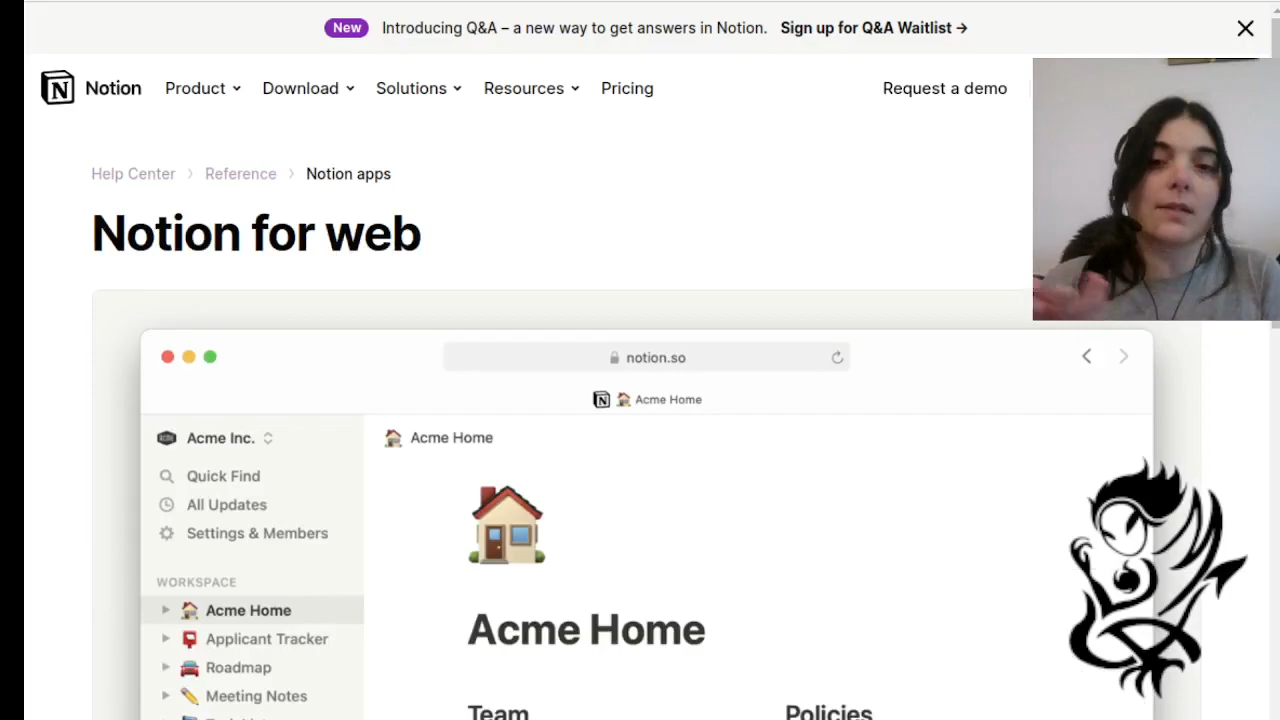 New Introducing Q&A – a new way to get answers in Notion. Sign up for Q&A Waitlist →
Notion Product Download Solutions Resources Pricing Request a demo
Help Center › Reference › Notion apps
Notion for web
notion.so
Acme Home
Acme Inc.
Acme Home
Quick Find
All Updates
Settings & Members
WORKSPACE
Acme Home
Applicant Tracker
Roadmap
Meeting Notes
Acme Home
Team Policies